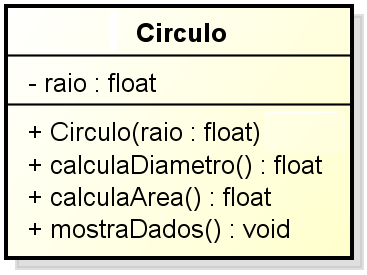 Circulo
- raio : float
+ Circulo(raio : float)
+ calculaDiametro() : float
+ calculaArea() : float
+ mostraDados() : void